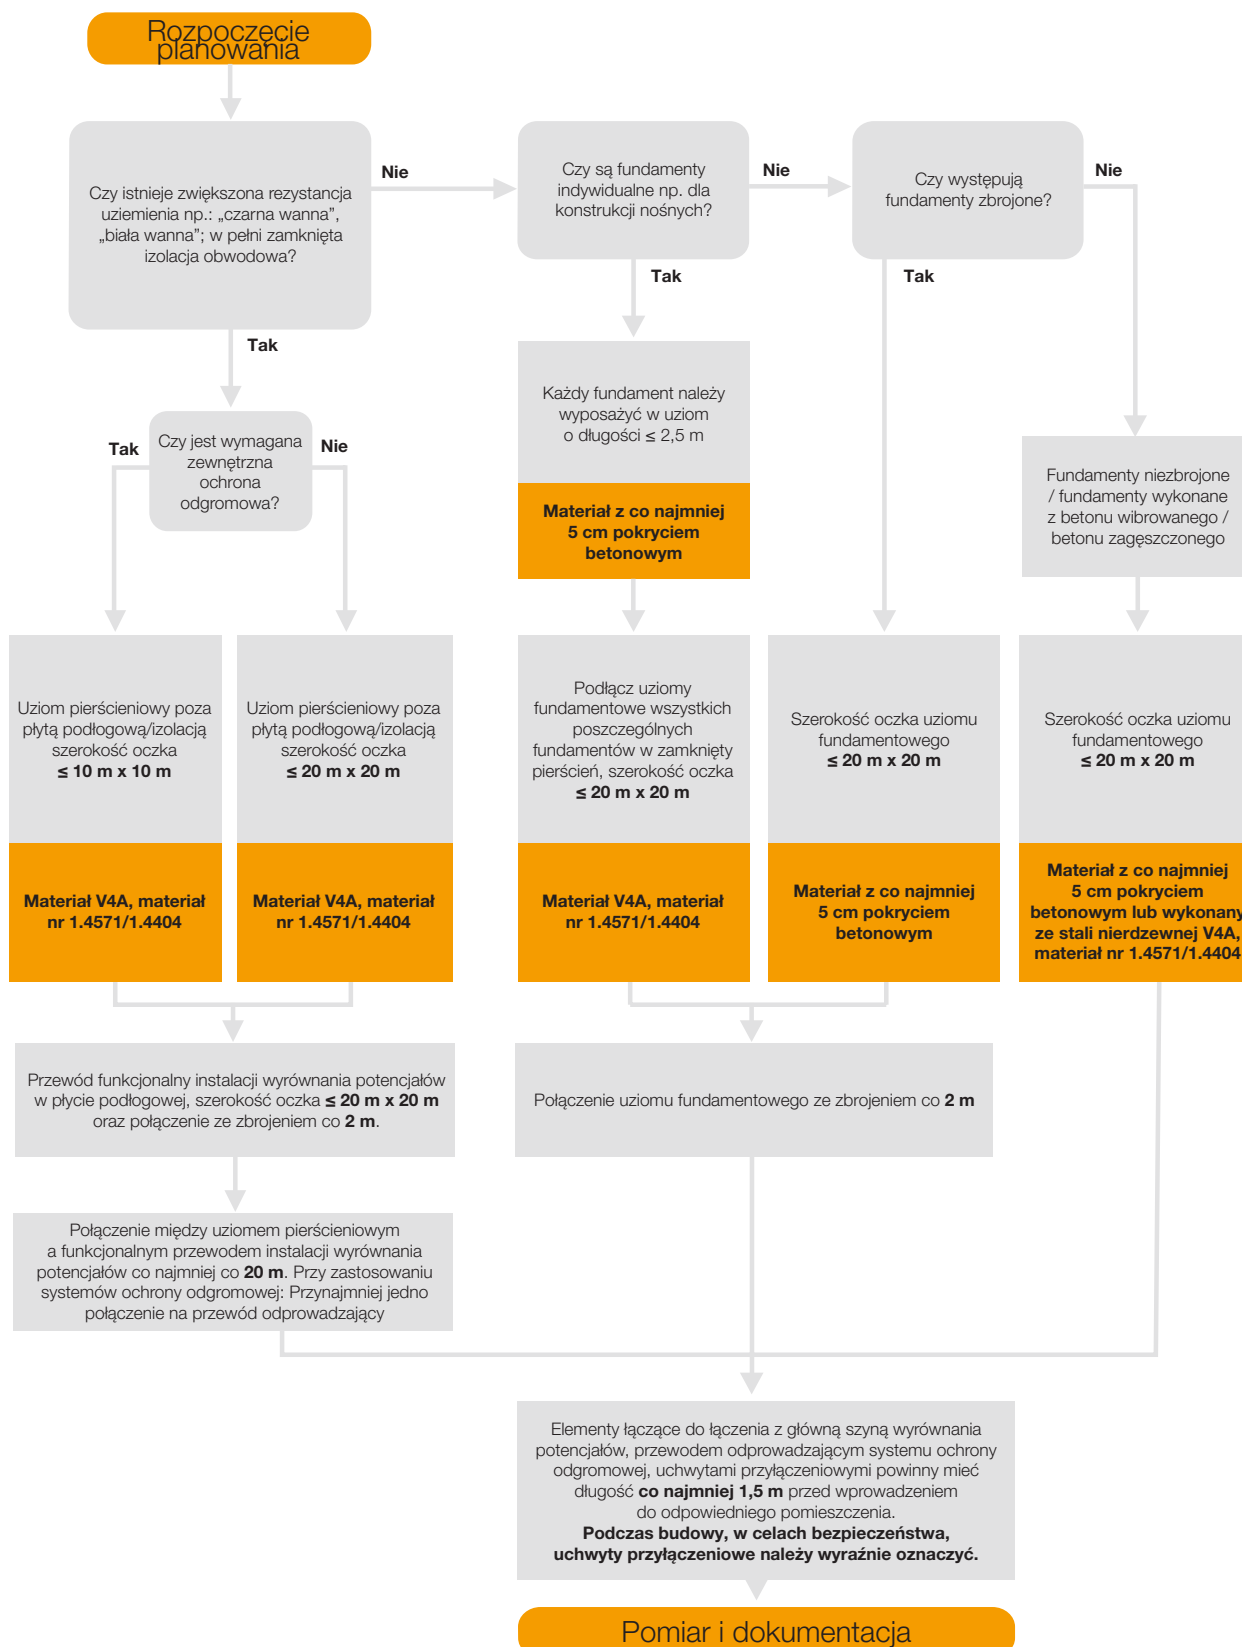 Rozpoczęcie
planowania
Czy istnieje zwiększona rezystancja
uziemienia np.: „czarna wanna”,
„biała wanna”; w pełni zamknięta
izolacja obwodowa?
Nie
Czy są fundamenty
indywidualne np. dla
konstrukcji nośnych?
Nie
Czy występują
fundamenty zbrojone?
Nie
Tak
Tak
Tak
Czy jest wymagana
zewnętrzna
ochrona
odgromowa?
Tak
Nie
Każdy fundament należy
wyposażyć w uziom
o długości ≤ 2,5 m
Materiał z co najmniej
5 cm pokryciem
betonowym
Fundamenty niezbrojone
/ fundamenty wykonane
z betonu wibrowanego /
betonu zagęszczonego
Uziom pierścieniowy poza
płytą podłogową/izolacją
szerokość oczka
≤ 10 m x 10 m
Materiał V4A, materiał
nr 1.4571/1.4404
Uziom pierścieniowy poza
płytą podłogową/izolacją
szerokość oczka
≤ 20 m x 20 m
Materiał V4A, materiał
nr 1.4571/1.4404
Podłącz uziomy
fundamentowe wszystkich
poszczególnych
fundamentów w zamknięty
pierścień, szerokość oczka
≤ 20 m x 20 m
Materiał V4A, materiał
nr 1.4571/1.4404
Szerokość oczka uziomu
fundamentowego
≤ 20 m x 20 m
Materiał z co najmniej
5 cm pokryciem
betonowym
Szerokość oczka uziomu
fundamentowego
≤ 20 m x 20 m
Materiał z co najmniej
5 cm pokryciem
betonowym lub wykonany
ze stali nierdzewnej V4A,
materiał nr 1.4571/1.4404
Przewód funkcjonalny instalacji wyrównania potencjałów
w płycie podłogowej, szerokość oczka ≤ 20 m x 20 m
oraz połączenie ze zbrojeniem co 2 m.
Połączenie uziomu fundamentowego ze zbrojeniem co 2 m
Połączenie między uziomem pierścieniowym
a funkcjonalnym przewodem instalacji wyrównania
potencjałów co najmniej co 20 m. Przy zastosowaniu
systemów ochrony odgromowej: Przynajmniej jedno
połączenie na przewód odprowadzający
Elementy łączące do łączenia z główną szyną wyrównania
potencjałów, przewodem odprowadzającym systemu ochrony
odgromowej, uchwytami przyłączeniowymi powinny mieć
długość co najmniej 1,5 m przed wprowadzeniem
do odpowiedniego pomieszczenia.
Podczas budowy, w celach bezpieczeństwa,
uchwyty przyłączeniowe należy wyraźnie oznaczyć.
Pomiar i dokumentacja